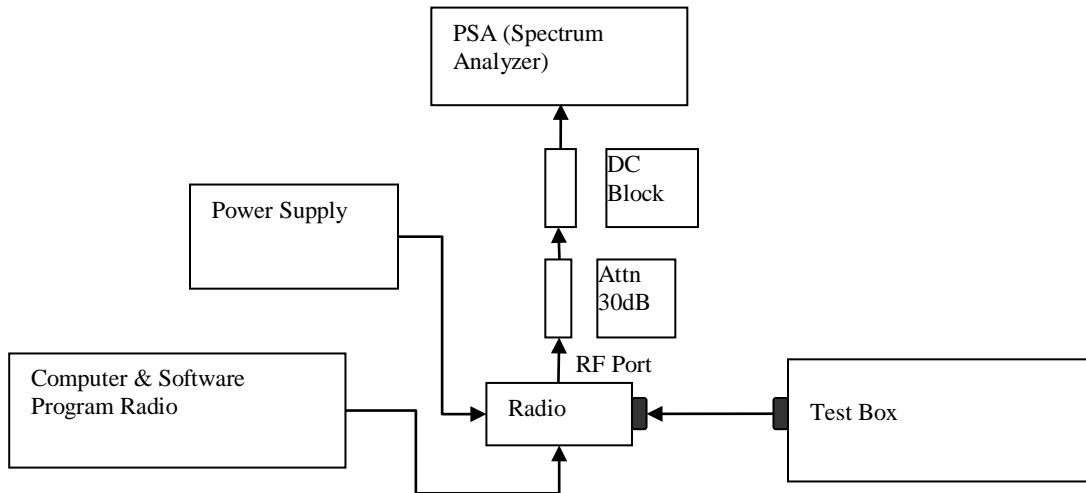 PSA (Spectrum
Analyzer)
DC
Block
Power Supply
Attn
30dB
RF Port
Computer & Software
Program Radio
Radio
Test Box